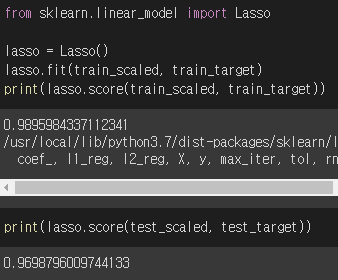 from sklearn.linear_model import Lasso
lasso = Lasso()
lasso.fit(train_scaled, train_target)
print(lasso.score(train_scaled, train_target))
0.9895984337112341
/usr/local/lib/python3.7/dist-packages/sklearn/l
coef_, l1_reg, l2_reg, X, y, max_iter, tol, rn
print(lasso.score(test_scaled, test_target))
0.9698796009744133